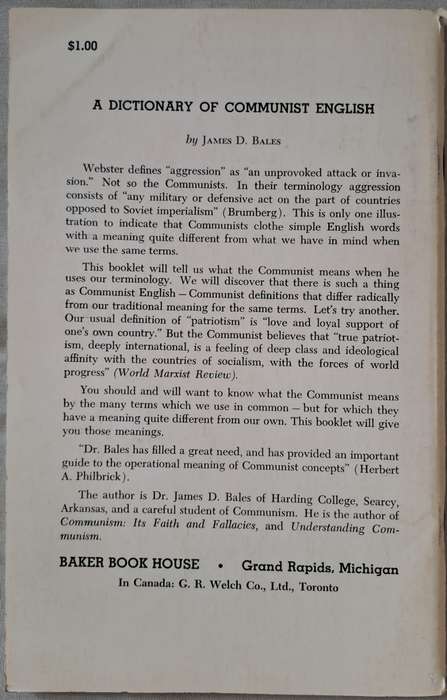 $1.00
A DICTIONARY OF COMMUNIST ENGLISH
by JAMES D. BALES
Webster defines "aggression" as "an unprovoked attack or inva-
sion." Not so the Communists. In their terminology aggression
consists of "any military or defensive act on the part of countries
opposed to Soviet imperialism" (Brumberg). This is only one illus-
tration to indicate that Communists clothe simple English words
with a meaning quite different from what we have in mind when
we use the same terms.
This booklet will tell us what the Communist means when he
uses our terminology. We will discover that there is such a thing
as Communist English — Communist definitions that differ radically
from our traditional meaning for the same terms. Let's try another.
Our usual definition of "patriotism" is "love and loyal support of
one's own country." But the Communist believes that "true patriot-
ism, deeply international, is a feeling of deep class and ideological
affinity with the countries of socialism, with the forces of world
progress" (World Marxist Review).
You should and will want to know what the Communist means
by the many terms which we use in common — but for which they
have a meaning quite different from our own. This booklet will give
you those meanings.
"Dr. Bales has filled a great need, and has provided an important
guide to the operational meaning of Communist concepts" (Herbert
A. Philbrick).
The author is Dr. James D. Bales of Harding College, Searcy,
Arkansas, and a careful student of Communism. He is the author of
Communism: Its Faith and Fallacies, and Understanding Com-
munism.
BAKER BOOK HOUSE • Grand Rapids, Michigan
In Canada: G. R. Welch Co., Ltd., Toronto